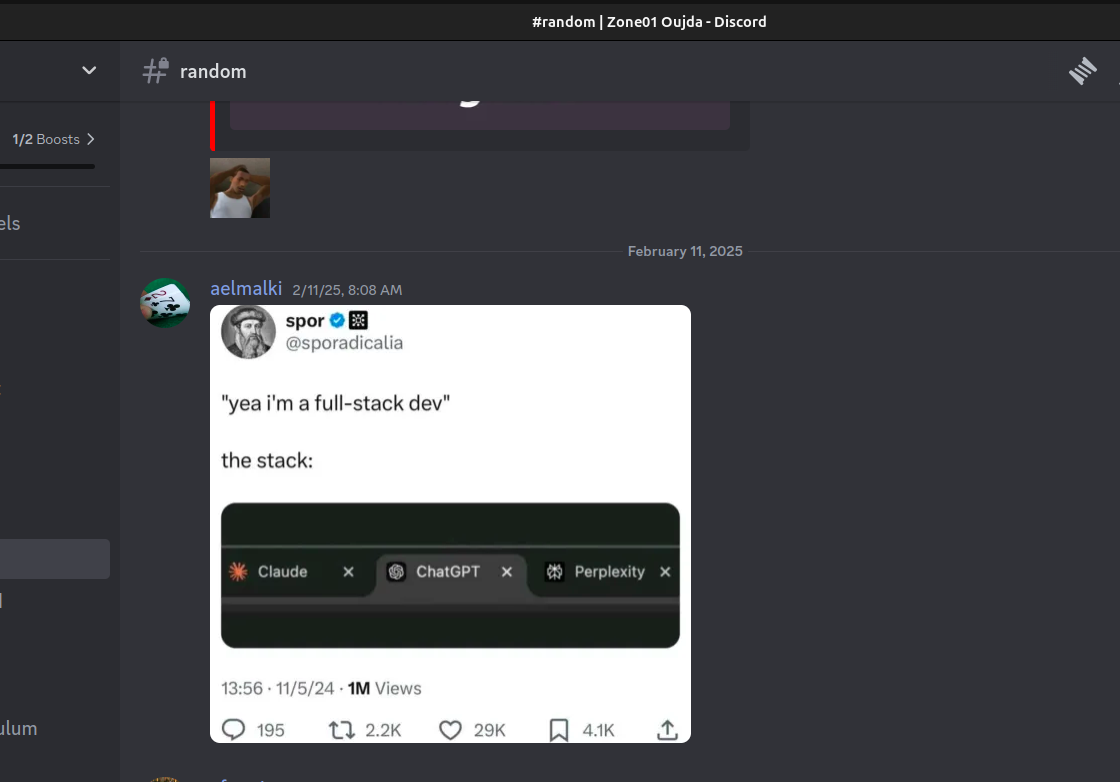 #random | Zone01 Oujda - Discord
random
1/2 Boosts
els
February 11, 2025
aelmalki 2/11/25, 8:08 AM
spor
@sporadicalia
"yea i'm a full-stack dev"
the stack:
Claude ChatGPT Perplexity
13:56 · 11/5/24 · 1M Views
195 2.2K 29K 4.1K
ulum